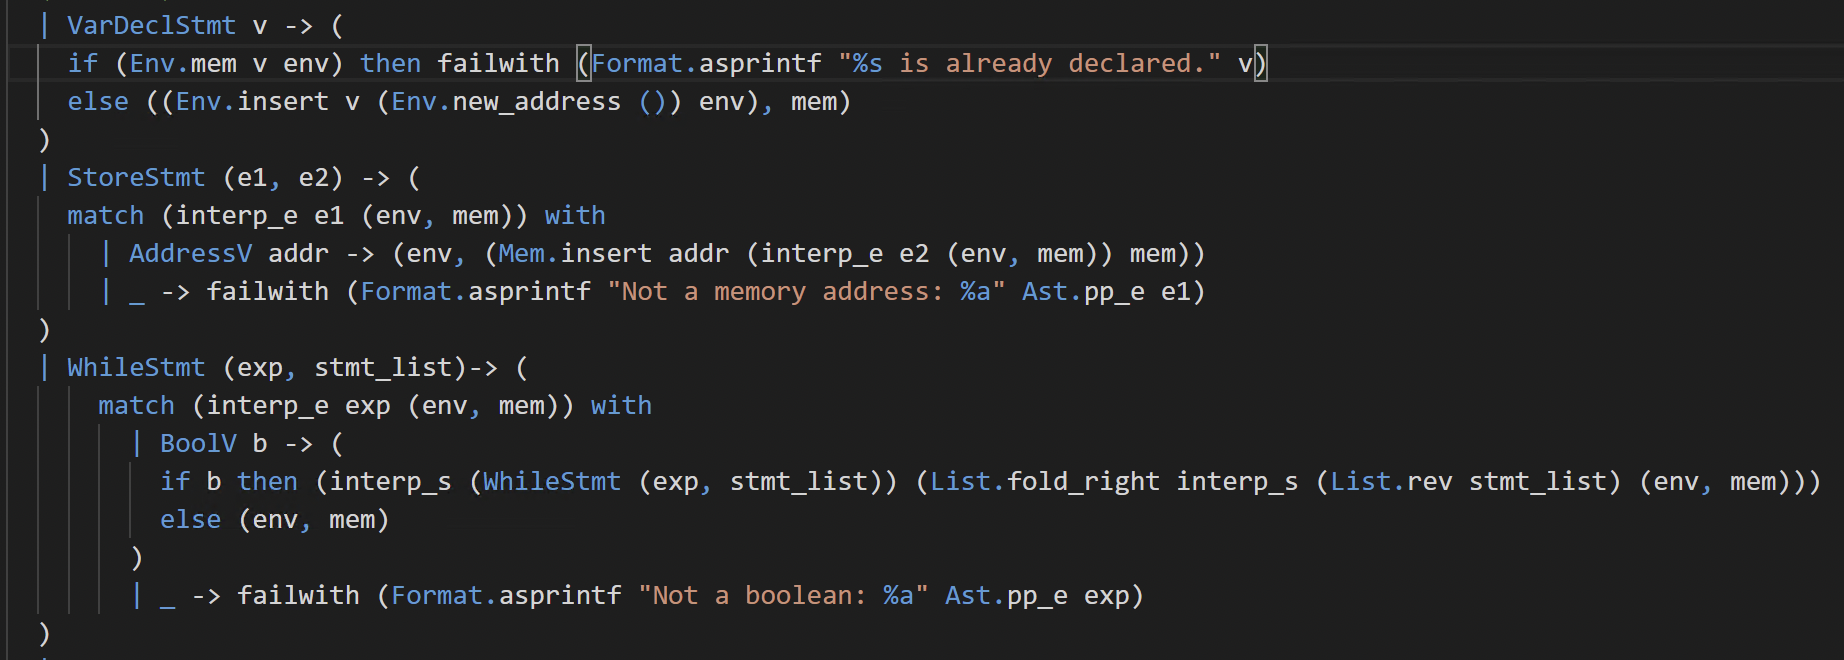 | VarDeclStmt v -> (
if (Env.mem v env) then failwith (Format.asprintf "%s is already declared." v)
else ((Env.insert v (Env.new_address ()) env), mem)
)
| StoreStmt (e1, e2) -> (
match (interp_e e1 (env, mem)) with
| AddressV addr -> (env, (Mem.insert addr (interp_e e2 (env, mem)) mem))
| _ -> failwith (Format.asprintf "Not a memory address: %a" Ast.pp_e e1)
)
| WhileStmt (exp, stmt_list)-> (
match (interp_e exp (env, mem)) with
| BoolV b -> (
if b then (interp_s (WhileStmt (exp, stmt_list)) (List.fold_right interp_s (List.rev stmt_list) (env, mem)))
else (env, mem)
)
| _ -> failwith (Format.asprintf "Not a boolean: %a" Ast.pp_e exp)
)